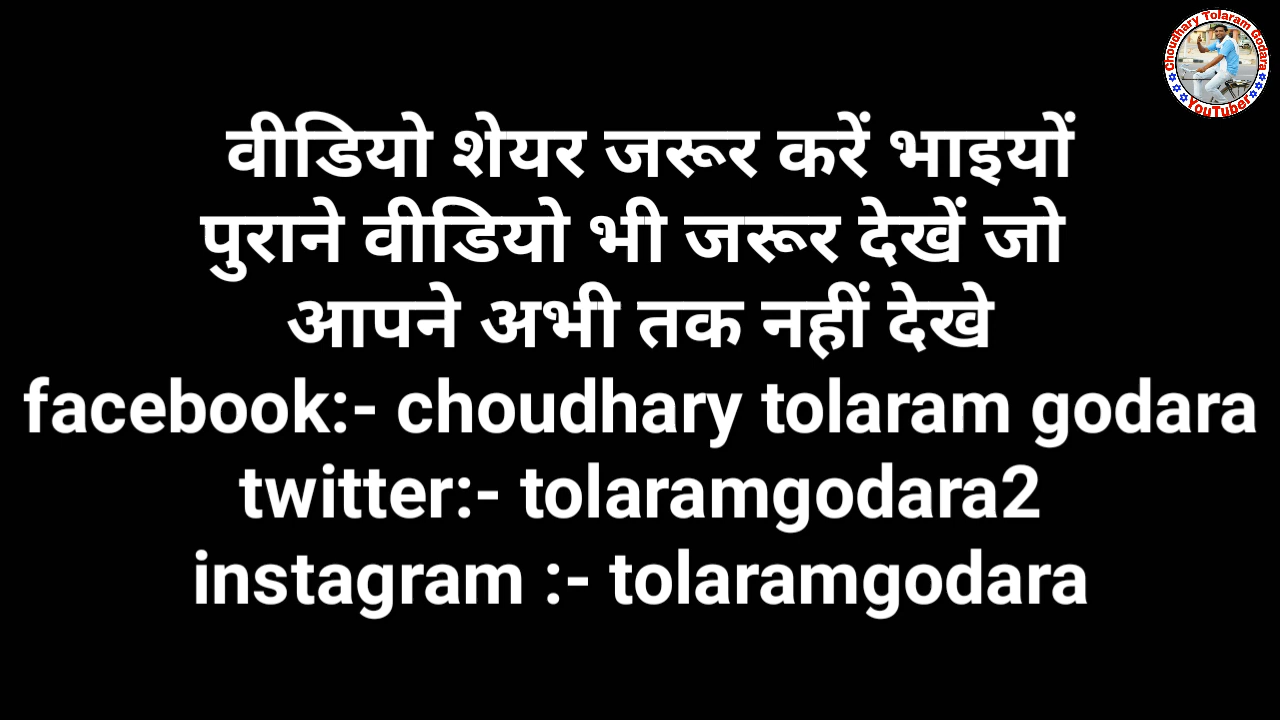 Choudhary Tolaram Godara
YouTuber
वीडियो शेयर जरूर करें भाइयों
पुराने वीडियो भी जरूर देखें जो
आपने अभी तक नहीं देखे
facebook:- choudhary tolaram godara
twitter:- tolaramgodara2
instagram :- tolaramgodara